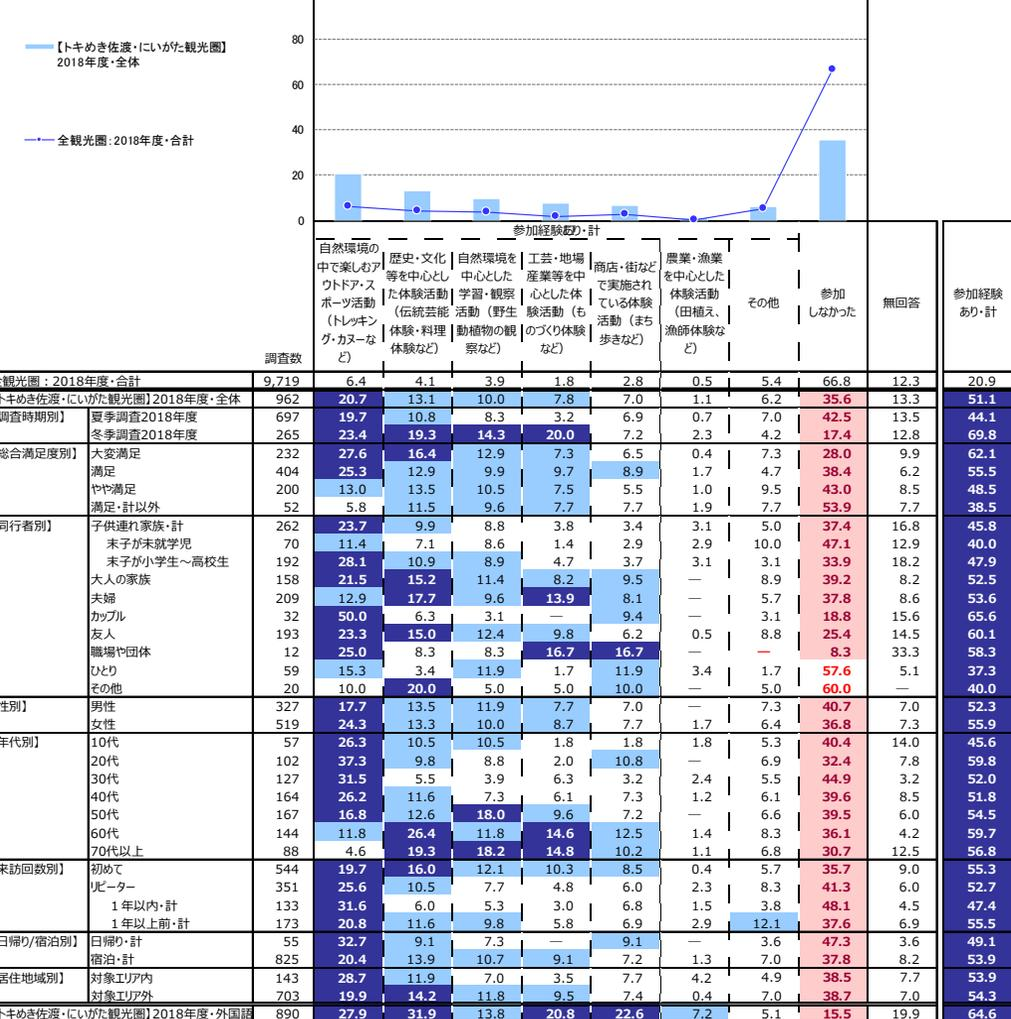 80
60
40
20
0
【トキめき佐渡・にいがた観光圏】
2018年度・全体
全観光圏：2018年度・合計
参加経験あり・計
調査数
自然環境の
中で楽しむア
ウトドア・ス
ポーツ活動
（トレッキン
グ・カヌーな
ど）
歴史・文化
等を中心とし
た体験活動
（伝統芸能
体験・料理
体験など）
自然環境を
中心とした
学習・観察
活動（野生
動植物の観
察など）
工芸・地場
産業等を中
心とした体
験活動（も
のづくり体験
など）
商店・街など
で実施され
ている体験
活動（まち
歩きなど）
農業・漁業
を中心とした
体験活動
（田植え、
漁師体験な
ど）
その他
参加
しなかった
無回答
参加経験
あり・計
全観光圏：2018年度・合計 9,719 6.4 4.1 3.9 1.8 2.8 0.5 5.4 66.8 12.3 20.9
トキめき佐渡・にいがた観光圏】2018年度・全体 962 20.7 13.1 10.0 7.8 7.0 1.1 6.2 35.6 13.3 51.1
調査時期別】 夏季調査2018年度 697 19.7 10.8 8.3 3.2 6.9 0.7 7.0 42.5 13.5 44.1
冬季調査2018年度 265 23.4 19.3 14.3 20.0 7.2 2.3 4.2 17.4 12.8 69.8
総合満足度別】 大変満足 232 27.6 16.4 12.9 7.3 6.5 0.4 7.3 28.0 9.9 62.1
満足 404 25.3 12.9 9.9 9.7 8.9 1.7 4.7 38.4 6.2 55.5
やや満足 200 13.0 13.5 10.5 7.5 5.5 1.0 9.5 43.0 8.5 48.5
満足・計以外 52 5.8 11.5 9.6 7.7 7.7 1.9 7.7 53.9 7.7 38.5
同行者別】 子供連れ家族・計 262 23.7 9.9 8.8 3.8 3.4 3.1 5.0 37.4 16.8 45.8
末子が未就学児 70 11.4 7.1 8.6 1.4 2.9 2.9 10.0 47.1 12.9 40.0
末子が小学生～高校生 192 28.1 10.9 8.9 4.7 3.7 3.1 3.1 33.9 18.2 47.9
大人の家族 158 21.5 15.2 11.4 8.2 9.5 — 8.9 39.2 8.2 52.5
夫婦 209 12.9 17.7 9.6 13.9 8.1 — 5.7 37.8 8.6 53.6
カップル 32 50.0 6.3 3.1 — 9.4 — 3.1 18.8 15.6 65.6
友人 193 23.3 15.0 12.4 9.8 6.2 0.5 8.8 25.4 14.5 60.1
職場や団体 12 25.0 8.3 8.3 16.7 16.7 — — 8.3 33.3 58.3
ひとり 59 15.3 3.4 11.9 1.7 11.9 3.4 1.7 57.6 5.1 37.3
その他 20 10.0 20.0 5.0 5.0 10.0 — 5.0 60.0 — 40.0
性別】 男性 327 17.7 13.5 11.9 7.7 7.0 — 7.3 40.7 7.0 52.3
女性 519 24.3 13.3 10.0 8.7 7.7 1.7 6.4 36.8 7.3 55.9
年代別】 10代 57 26.3 10.5 10.5 1.8 1.8 1.8 5.3 40.4 14.0 45.6
20代 102 37.3 9.8 8.8 2.0 10.8 — 6.9 32.4 7.8 59.8
30代 127 31.5 5.5 3.9 6.3 3.2 2.4 5.5 44.9 3.2 52.0
40代 164 26.2 11.6 7.3 6.1 7.3 1.2 6.1 39.6 8.5 51.8
50代 167 16.8 12.6 18.0 9.6 7.2 — 6.6 39.5 6.0 54.5
60代 144 11.8 26.4 11.8 14.6 12.5 1.4 8.3 36.1 4.2 59.7
70代以上 88 4.6 19.3 18.2 14.8 10.2 1.1 6.8 30.7 12.5 56.8
来訪回数別】 初めて 544 19.7 16.0 12.1 10.3 8.5 0.4 5.7 35.7 9.0 55.3
リピーター 351 25.6 10.5 7.7 4.8 6.0 2.3 8.3 41.3 6.0 52.7
１年以内・計 133 31.6 6.0 5.3 3.0 6.8 1.5 3.8 48.1 4.5 47.4
１年以上前・計 173 20.8 11.6 9.8 5.8 6.9 2.9 12.1 37.6 6.9 55.5
日帰り/宿泊別】 日帰り・計 55 32.7 9.1 7.3 — 9.1 — 3.6 47.3 3.6 49.1
宿泊・計 825 20.4 13.9 10.7 9.1 7.2 1.3 7.0 37.8 8.2 53.9
居住地域別】 対象エリア内 143 28.7 11.9 7.0 3.5 7.7 4.2 4.9 38.5 7.7 53.9
対象エリア外 703 19.9 14.2 11.8 9.5 7.4 0.4 7.0 38.7 7.0 54.3
トキめき佐渡・にいがた観光圏】2018年度・外国語 890 27.9 31.9 13.8 20.8 22.6 7.2 5.1 15.5 19.9 64.6